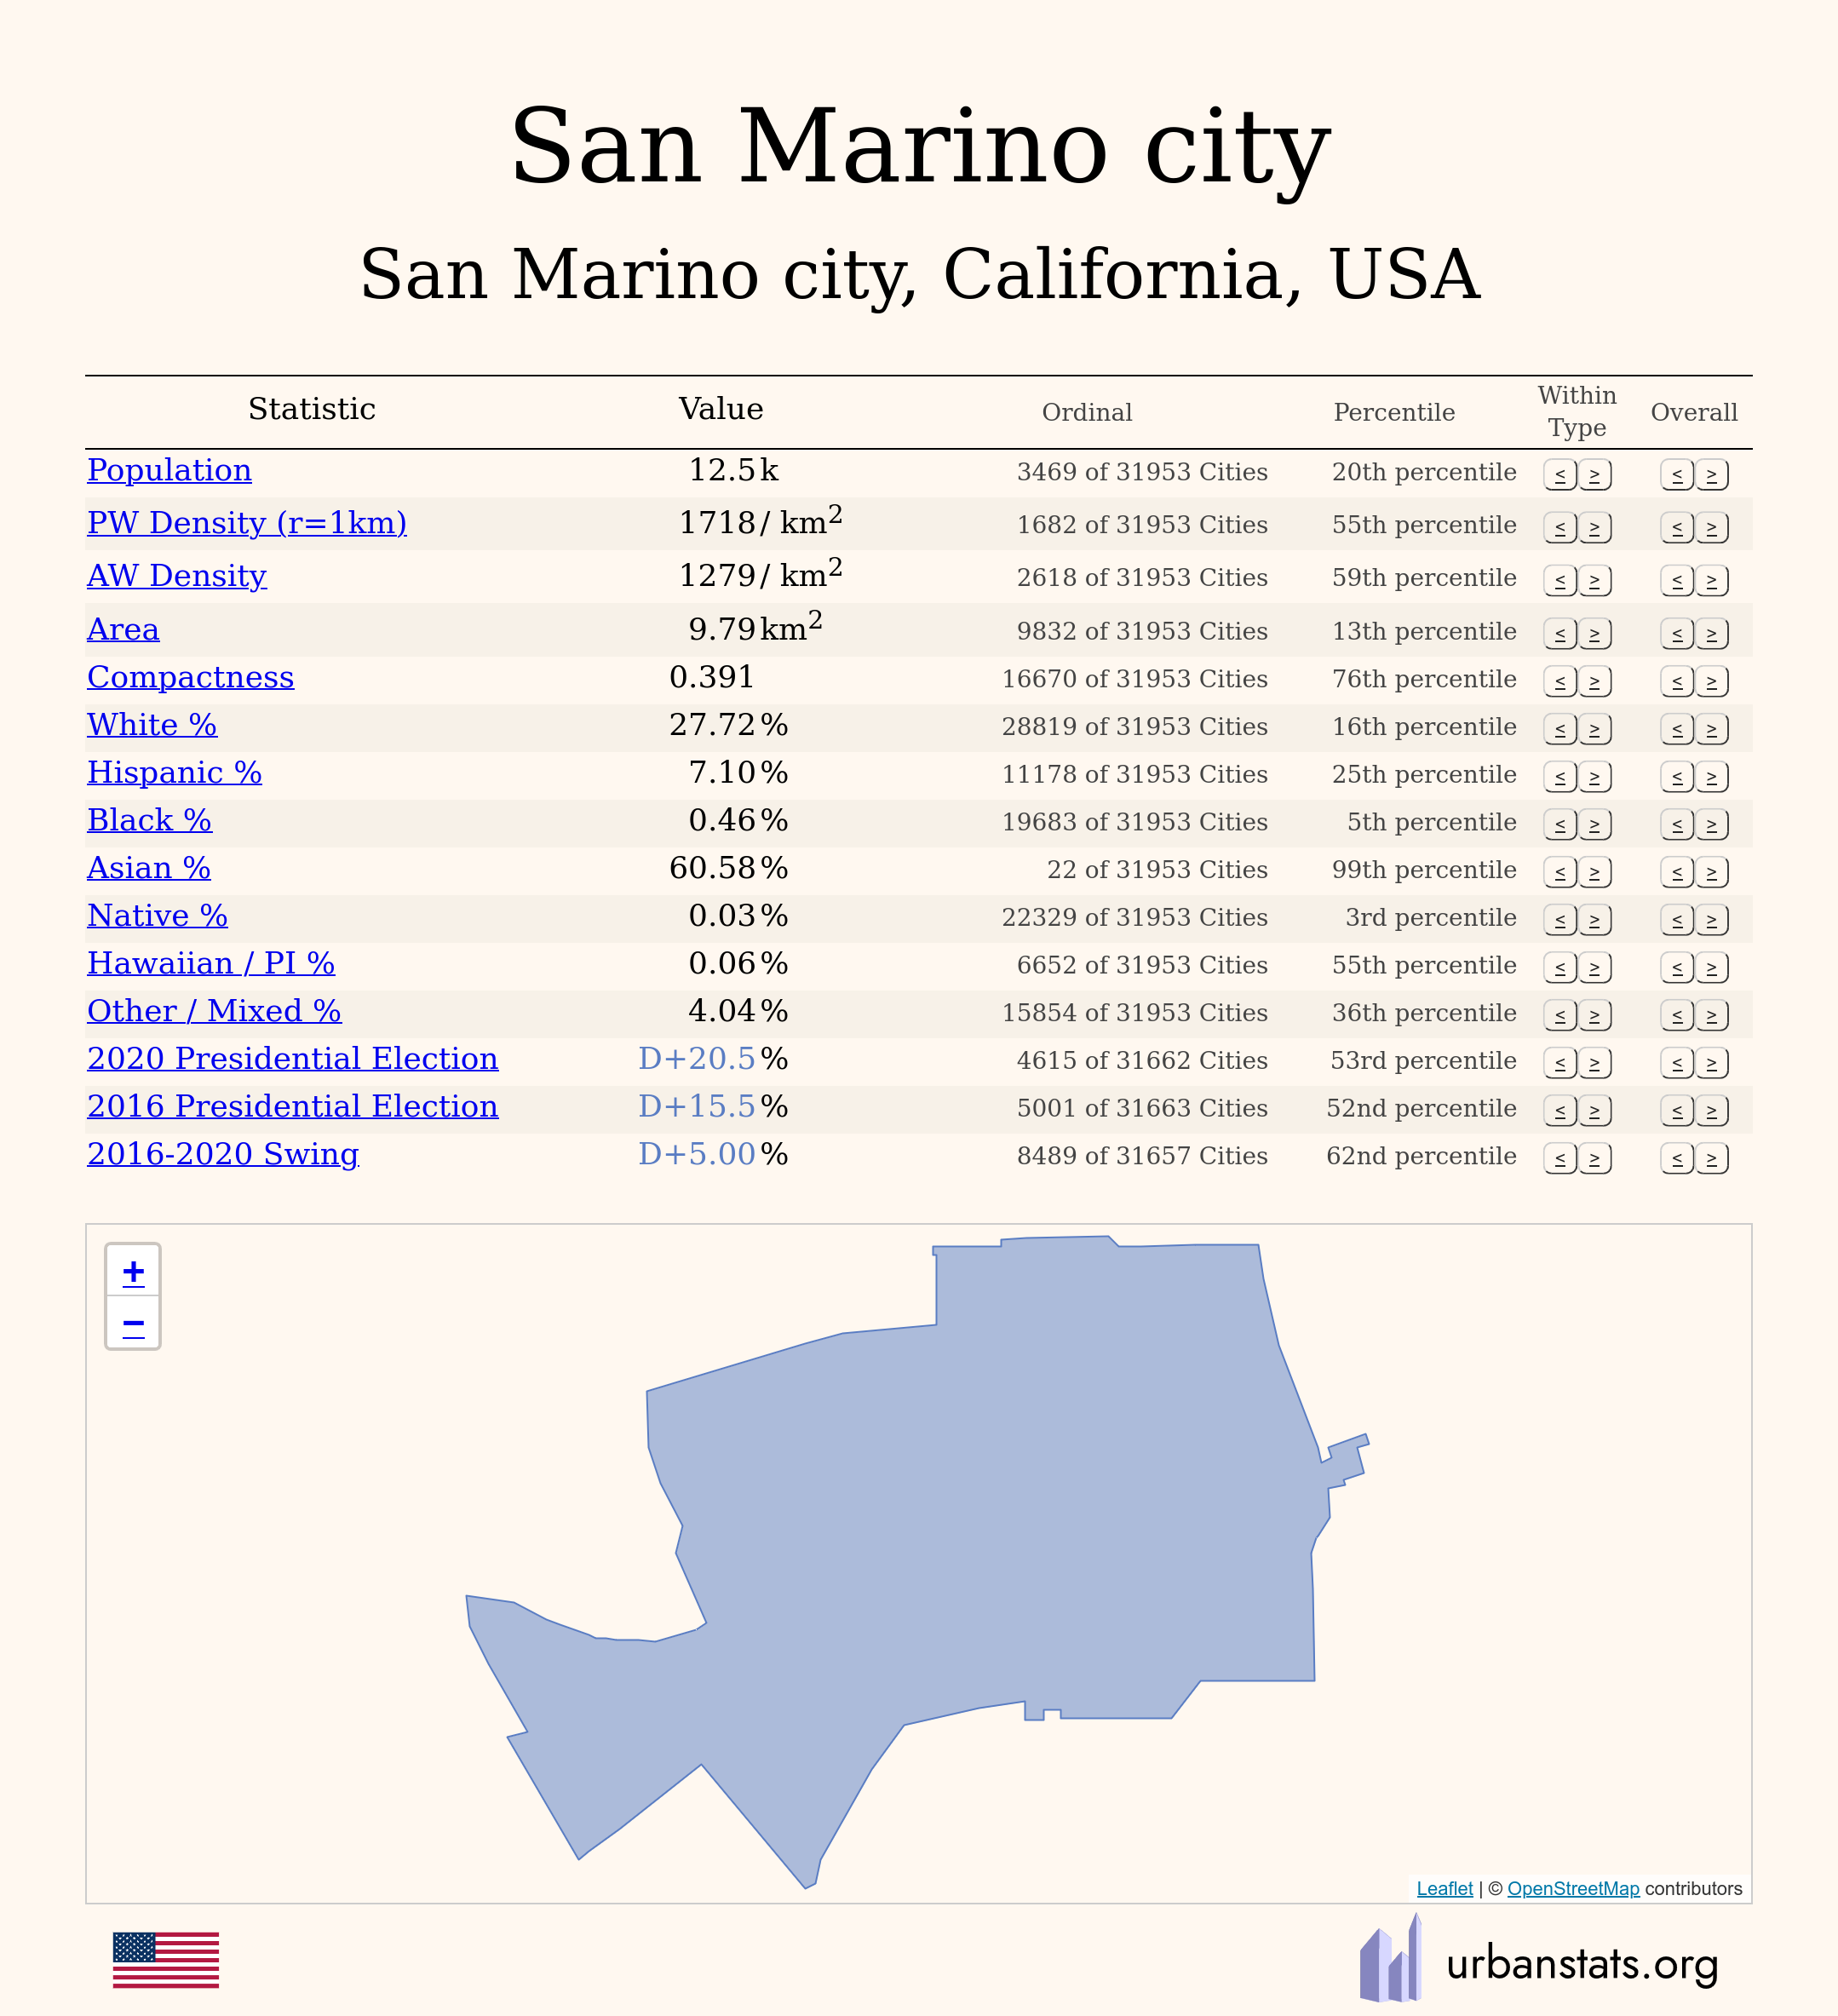 San Marino city
San Marino city, California, USA
Statistic Value Ordinal Percentile Within Type Overall
Population 12.5 k 3469 of 31953 Cities 20th percentile < > < >
PW Density (r=1km) 1718 / km² 1682 of 31953 Cities 55th percentile < > < >
AW Density 1279 / km² 2618 of 31953 Cities 59th percentile < > < >
Area 9.79 km² 9832 of 31953 Cities 13th percentile < > < >
Compactness 0.391 16670 of 31953 Cities 76th percentile < > < >
White % 27.72 % 28819 of 31953 Cities 16th percentile < > < >
Hispanic % 7.10 % 11178 of 31953 Cities 25th percentile < > < >
Black % 0.46 % 19683 of 31953 Cities 5th percentile < > < >
Asian % 60.58 % 22 of 31953 Cities 99th percentile < > < >
Native % 0.03 % 22329 of 31953 Cities 3rd percentile < > < >
Hawaiian / PI % 0.06 % 6652 of 31953 Cities 55th percentile < > < >
Other / Mixed % 4.04 % 15854 of 31953 Cities 36th percentile < > < >
2020 Presidential Election D+20.5 % 4615 of 31662 Cities 53rd percentile < > < >
2016 Presidential Election D+15.5 % 5001 of 31663 Cities 52nd percentile < > < >
2016-2020 Swing D+5.00 % 8489 of 31657 Cities 62nd percentile < > < >
+
−
Leaflet | © OpenStreetMap contributors
urbanstats.org